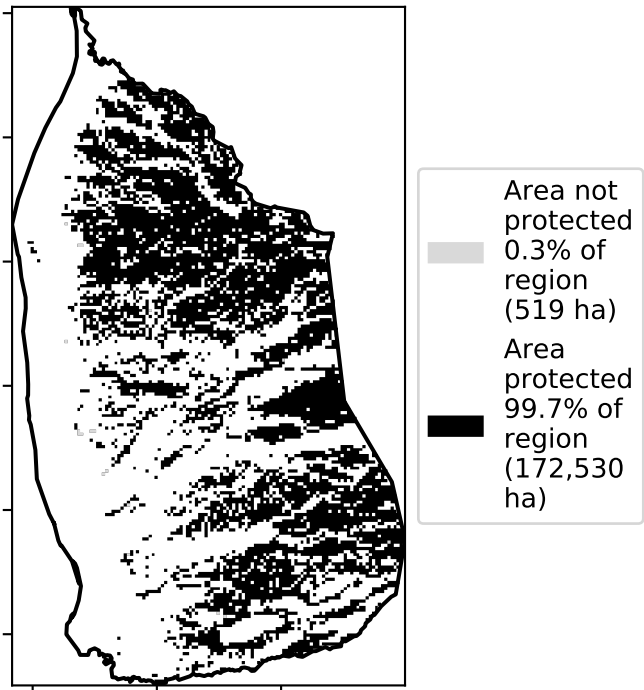 Area not
protected
0.3% of
region
(519 ha)
Area
protected
99.7% of
region
(172,530
ha)